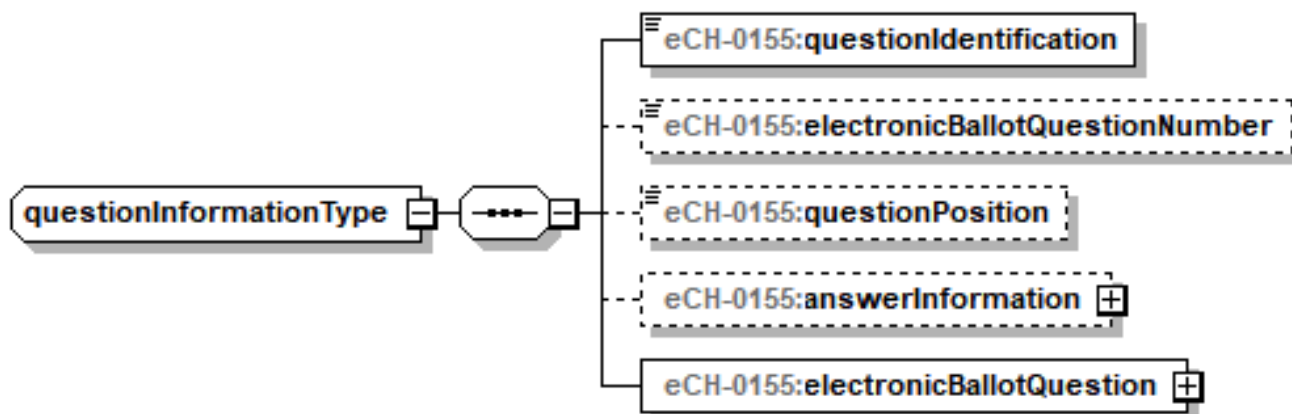 eCH-0155:questionIdentification
eCH-0155:electronicBallotQuestionNumber
questionInformationType
eCH-0155:questionPosition
eCH-0155:answerInformation
eCH-0155:electronicBallotQuestion